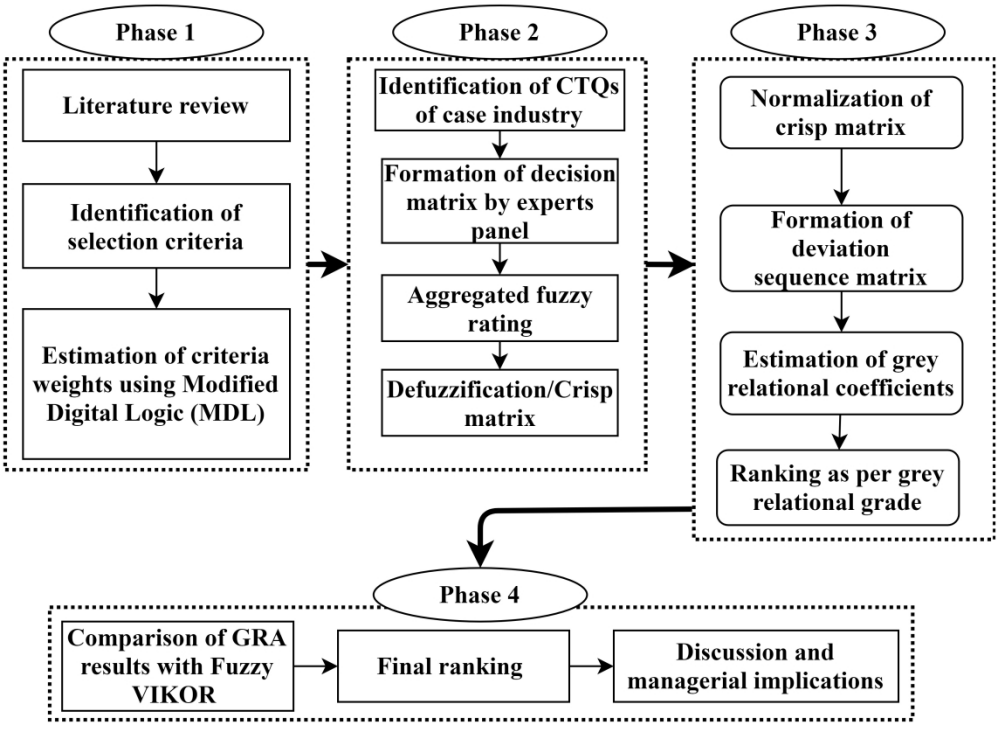 Phase 1
Literature review
Identification of
selection criteria
Estimation of criteria
weights using Modified
Digital Logic (MDL)
Phase 2
Identification of CTQs
of case industry
Formation of decision
matrix by experts
panel
Aggregated fuzzy
rating
Defuzzification/Crisp
matrix
Phase 3
Normalization of
crisp matrix
Formation of
deviation
sequence matrix
Estimation of grey
relational coefficients
Ranking as per grey
relational grade
Phase 4
Comparison of GRA
results with Fuzzy
VIKOR
Final ranking
Discussion and
managerial implications